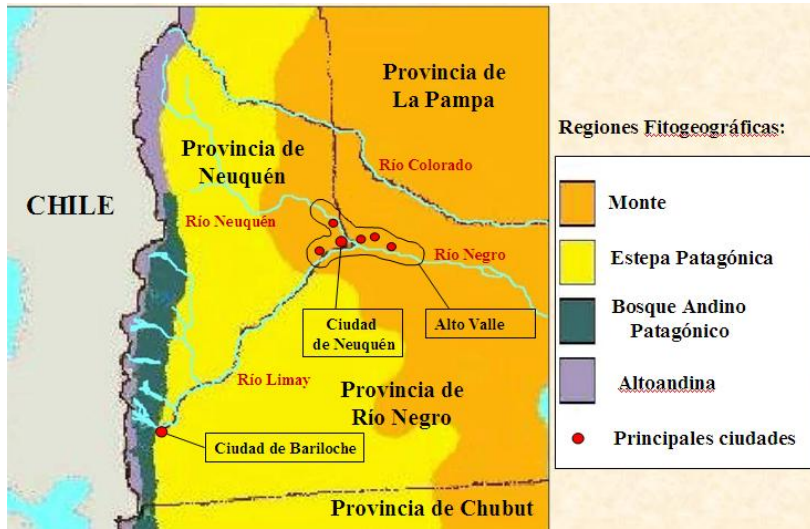 Provincia de
La Pampa
Provincia de
Neuquén
Río Colorado
CHILE
Río Neuquén
Río Negro
Ciudad
de Neuquén
Alto Valle
Río Limay
Provincia de
Río Negro
Ciudad de Bariloche
Provincia de Chubut
Regiones Fitogeográficas:
Monte
Estepa Patagónica
Bosque Andino
Patagónico
Altoandina
Principales ciudades